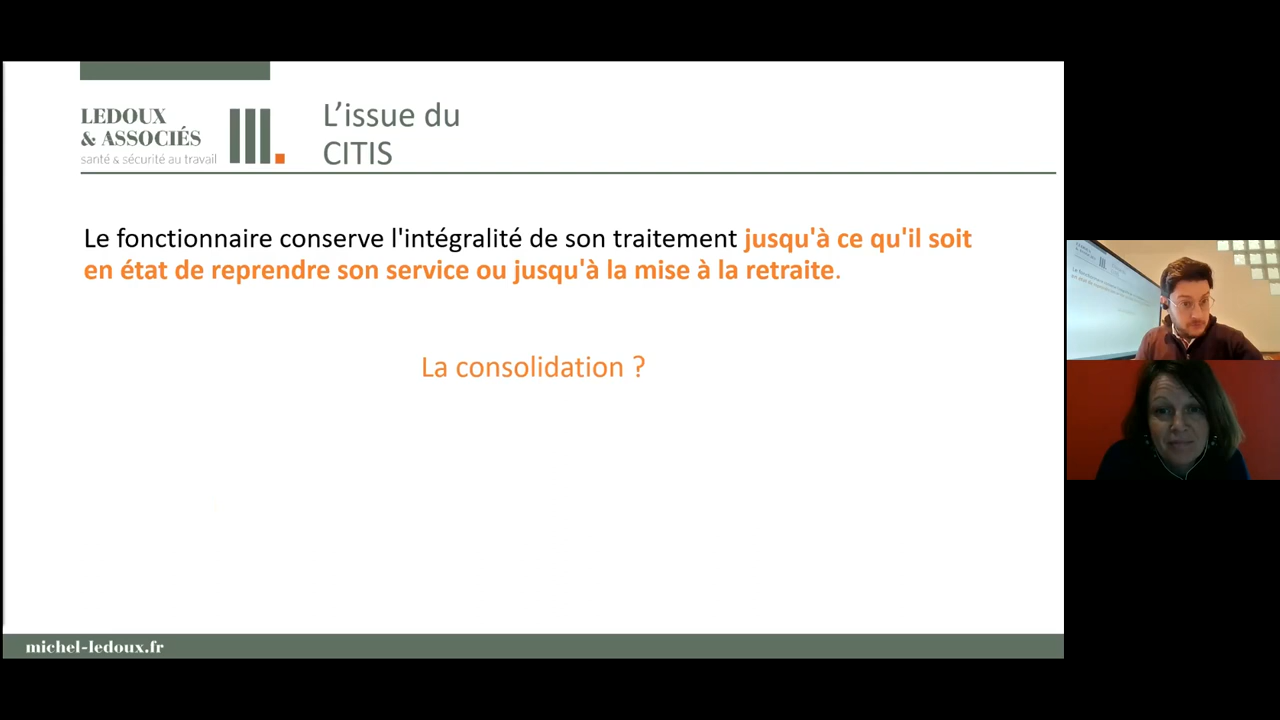 LEDOUX
& ASSOCIÉS
santé & sécurité au travail
L’issue du
CITIS
Le fonctionnaire conserve l'intégralité de son traitement jusqu'à ce qu'il soit
en état de reprendre son service ou jusqu'à la mise à la retraite.
La consolidation ?
michel-ledoux.fr